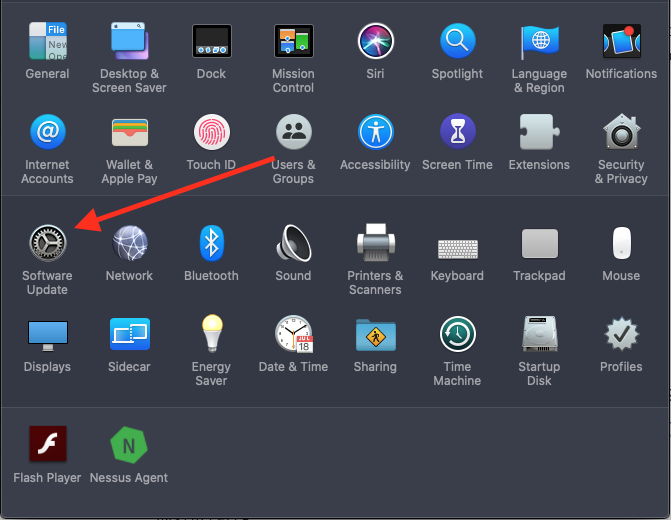 File
New
Ope
General
Desktop &
Screen Saver
Dock
Mission
Control
Siri
Spotlight
Language
& Region
Notifications
@
Internet
Accounts
Wallet &
Apple Pay
Touch ID
Users &
Groups
Accessibility
Screen Time
Extensions
Security
& Privacy
Software
Update
Network
Bluetooth
Sound
Printers &
Scanners
Keyboard
Trackpad
Mouse
Displays
Sidecar
Energy
Saver
JUL
18
Date & Time
Sharing
Time
Machine
Startup
Disk
Profiles
Flash Player
N
Nessus Agent